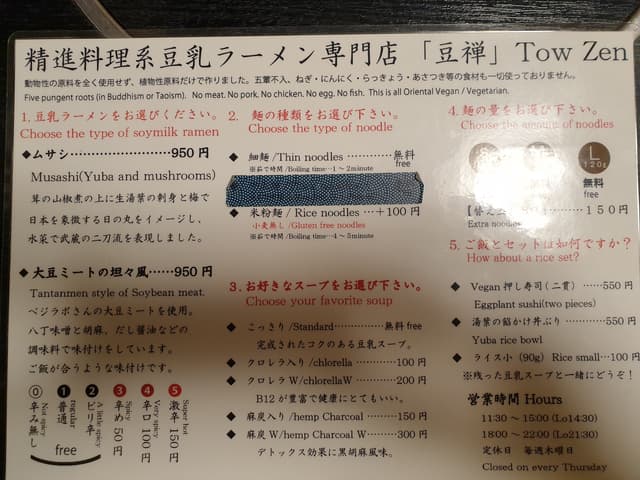 精進料理系豆乳ラーメン専門店 「豆禅」 Tow Zen
動物性の原料を全く使用せず、植物性原料だけで作りました。五葷不入、ねぎ・にんにく・らっきょう・あさつき等の食材も一切使っておりません。
Five pungent roots (in Buddhism or Taoism). No meat. No pork. No chicken. No egg. No fish. This is all Oriental Vegan / Vegetarian.
1. 豆乳ラーメンをお選びください。
Choose the type of soymilk ramen
◆ムサシ………………950円
Musashi(Yuba and mushrooms)
茸の山椒煮の上に生湯葉の刺身と梅で
日本を象徴する日の丸をイメージし、
水菜で武蔵の二刀流を表現しました。
◆大豆ミートの坦々風……950円
Tantanmen style of Soybean meat.
ベジラボさんの大豆ミートを使用。
八丁味噌と胡麻、だし醤油などの
調味料で味付けをしています。
ご飯が合うような味付けです。
⓪ 辛み無し Not spicy
❶ 普通 regular
❷ ピリ辛 A little spicy
❸ 辛め 50円 Spicy
❹ 辛口 100円 Very spicy
❺ 激辛 150円 Super hot
free
2. 麺の種類をお選び下さい。
Choose the type of noodle
◆ 細麺/Thin noodles…………無料
free
※茹で時間/Boiling time…1～2minute
◆ 米粉麺/Rice noodles …＋100円
小麦無し/Gluten free noodles
※茹で時間/Boiling time…4～5minute
3. お好きなスープをお選び下さい。
Choose your favorite soup
◆ こっきり/Standard……………無料 free
完成されたコクのある豆乳スープ。
◆ クロレラ入り/chlorella ……………100円
◆ クロレラ W/chlorellaW ……………200円
B12が豊富で健康にとてもいい。
◆ 麻炭入り/hemp Charcoal ………150円
◆ 麻炭 W/hemp Charcoal W………300円
デトックス効果に黒胡麻風味。
4. 麺の量をお選び下さい。
Choose the amount of noodles
L
120g
無料
free
１５０円
Extra noodles
5. ご飯とセットは如何ですか？
How about a rice set?
◆ Vegan 押し寿司(二貫) ……550円
Eggplant sushi(two pieces)
◆ 湯葉の餡かけ丼ぶり …………550円
Yuba rice bowl
◆ ライス小 (90g) Rice small…100円
※残った豆乳スープと一緒にどうぞ！
営業時間 Hours
11:30 ～ 15:00 (Lo14:30)
18:00 ～ 22:00 (Lo21:30)
定休日 毎週木曜日
Closed on every Thursday